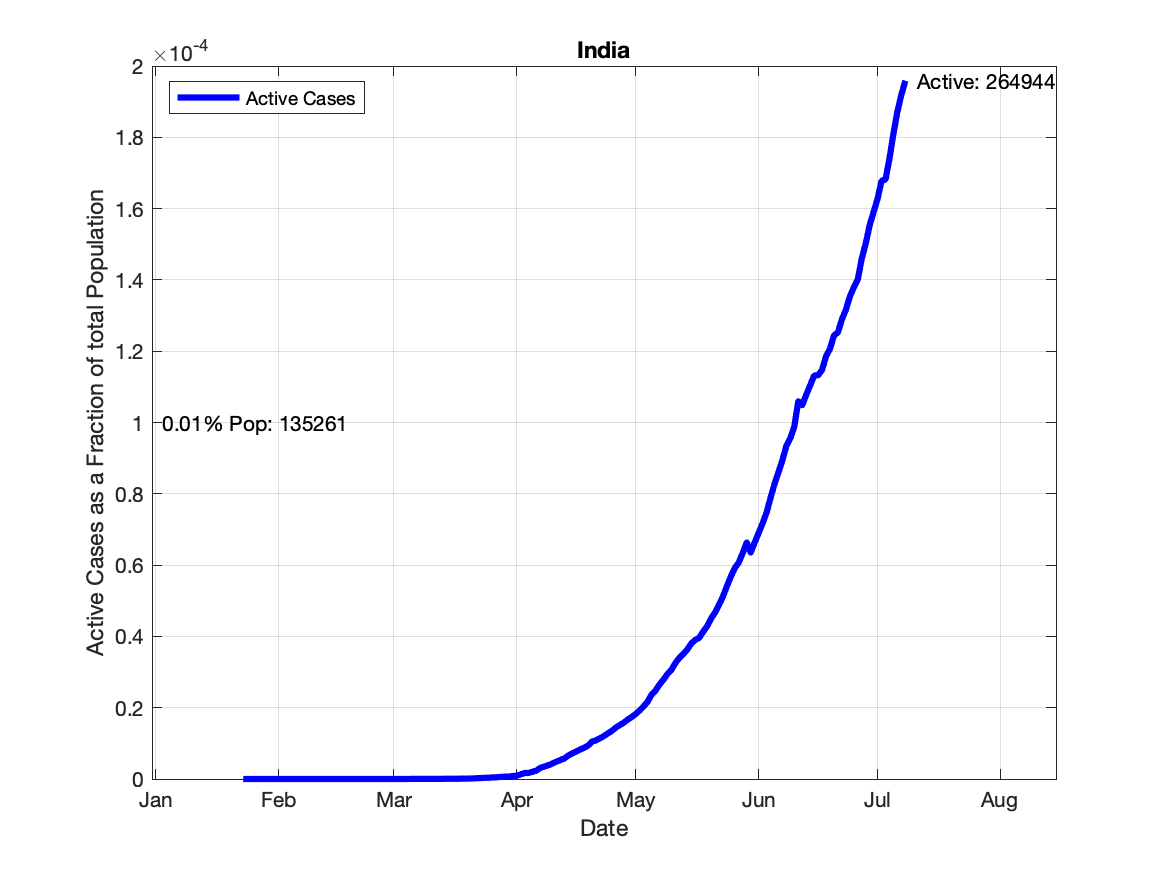 India
×10-4
2
Active Cases
Active: 264944
1.8
1.6
1.4
1.2
1
0.01% Pop: 135261
0.8
0.6
0.4
0.2
0
Active Cases as a Fraction of total Population
Jan Feb Mar Apr May Jun Jul Aug
Date